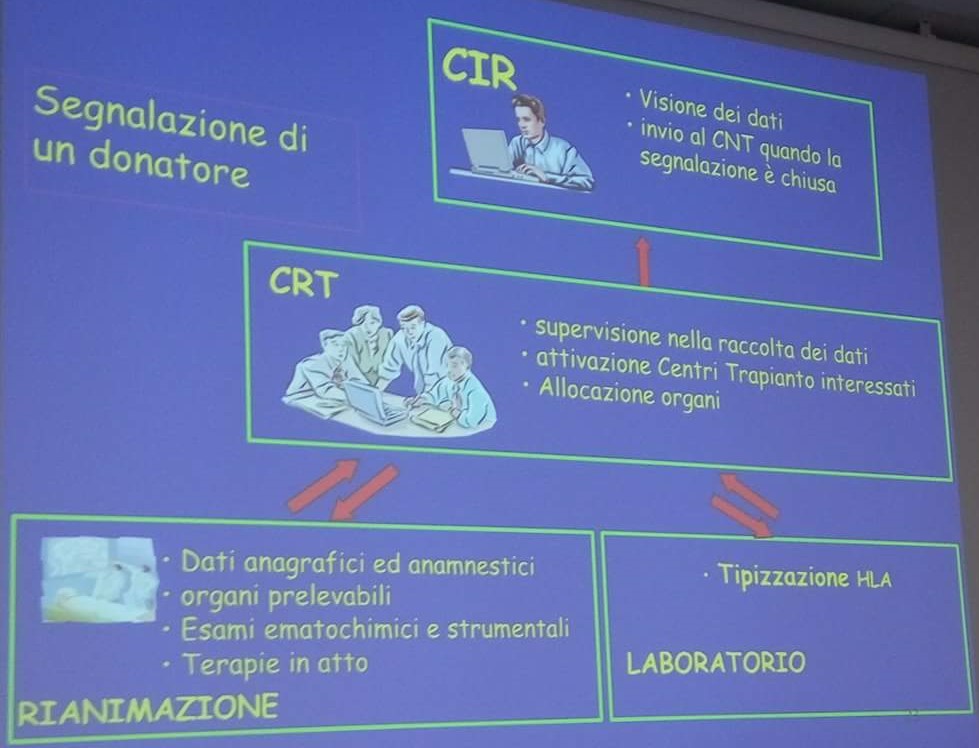 Segnalazione di
un donatore
CIR
• Visione dei dati
• invio al CNT quando la
segnalazione è chiusa
CRT
• supervisione nella raccolta dei dati
• attivazione Centri Trapianto interessati
• Allocazione organi
• Dati anagrafici ed anamnestici
• organi prelevabili
• Esami ematochimici e strumentali
• Terapie in atto
RIANIMAZIONE
• Tipizzazione HLA
LABORATORIO